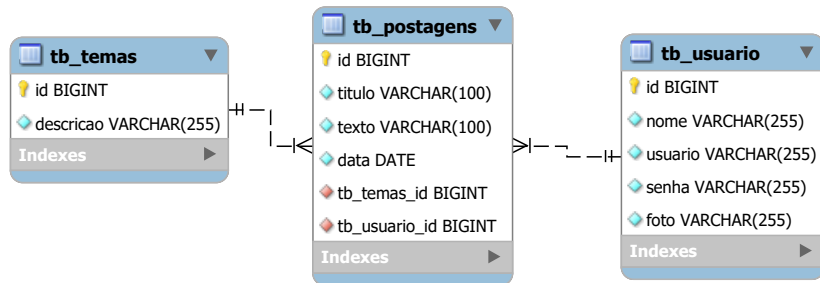 tb_temas
id BIGINT
descricao VARCHAR(255)
Indexes
tb_postagens
id BIGINT
titulo VARCHAR(100)
texto VARCHAR(100)
data DATE
tb_temas_id BIGINT
tb_usuario_id BIGINT
Indexes
tb_usuario
id BIGINT
nome VARCHAR(255)
usuario VARCHAR(255)
senha VARCHAR(255)
foto VARCHAR(255)
Indexes